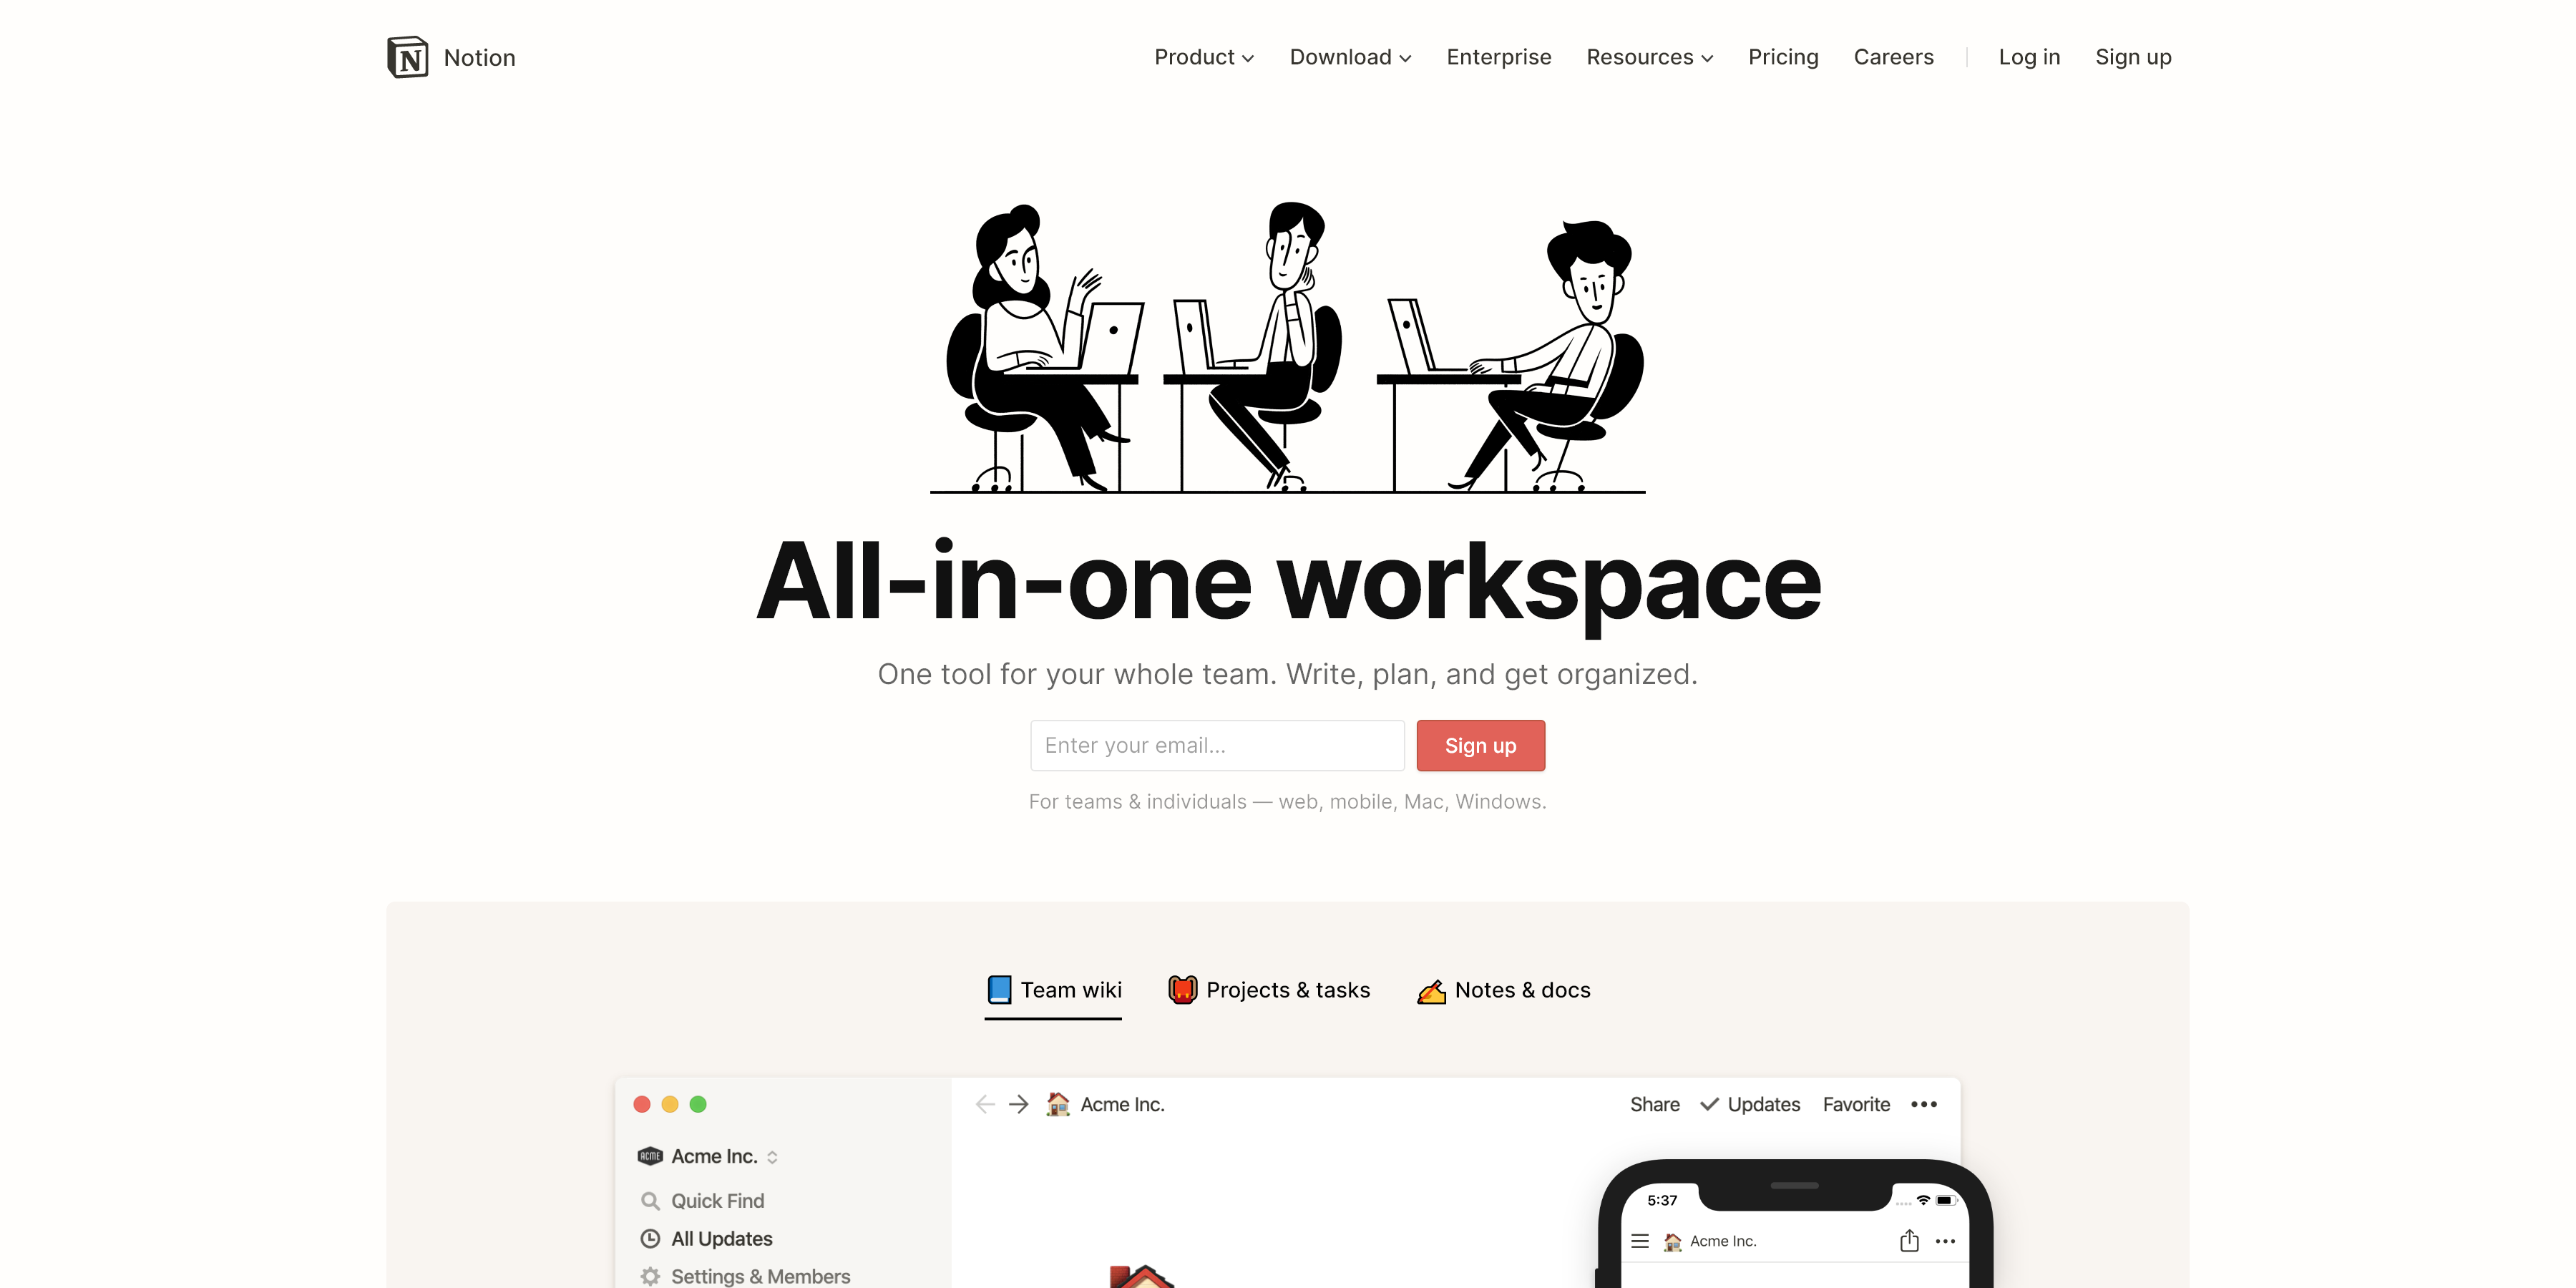 Notion
Product Download Enterprise Resources Pricing Careers Log in Sign up
All-in-one workspace
One tool for your whole team. Write, plan, and get organized.
Enter your email...
Sign up
For teams & individuals — web, mobile, Mac, Windows.
Team wiki Projects & tasks Notes & docs
Acme Inc. Share Updates Favorite
ACME Acme Inc.
Quick Find
All Updates
Settings & Members
5:37
Acme Inc.